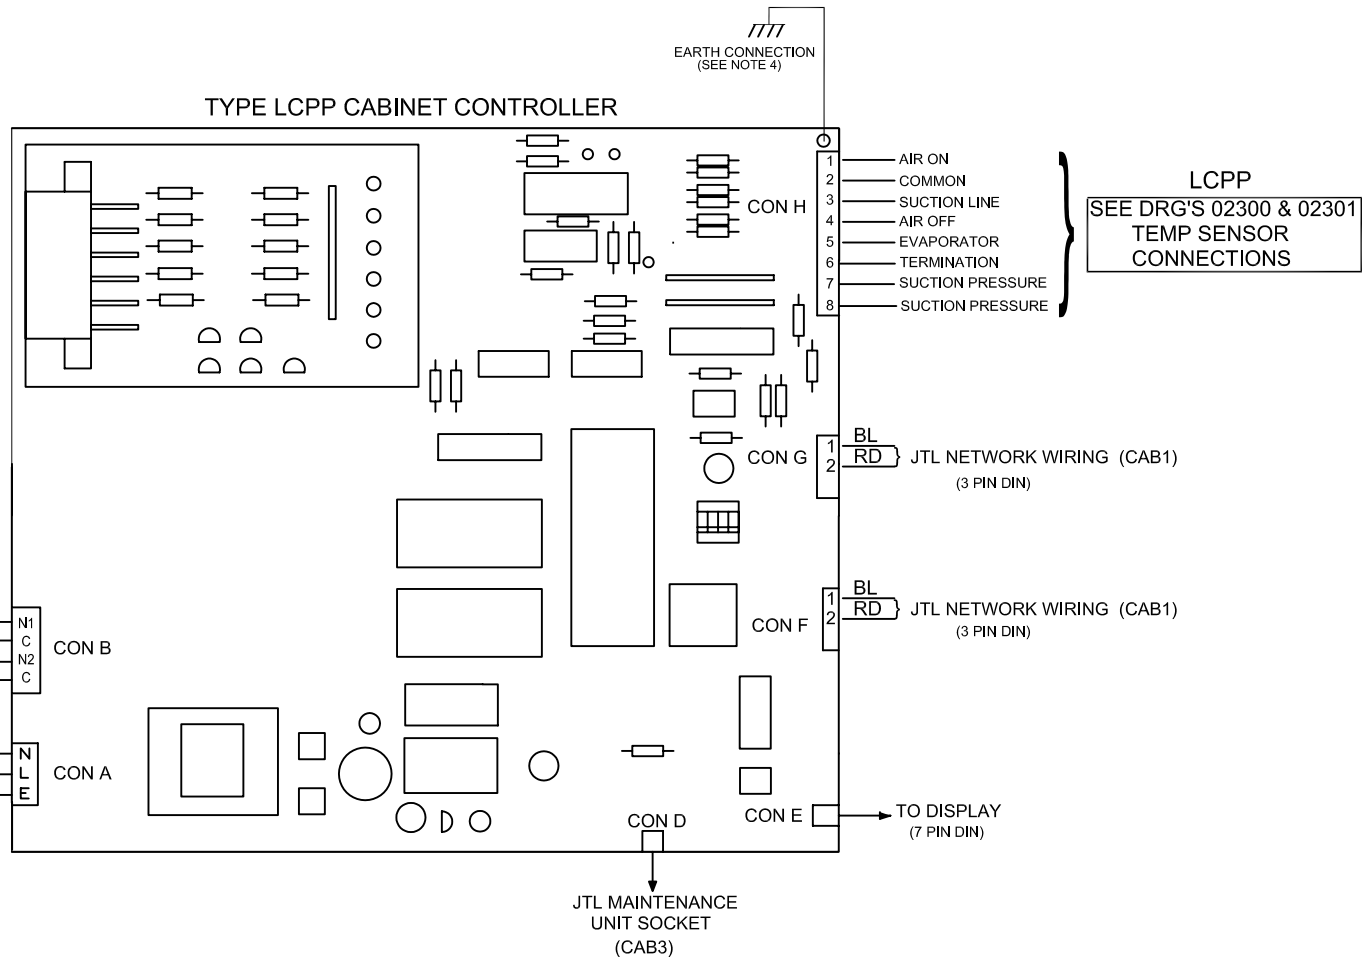 EARTH CONNECTION
(SEE NOTE 4)
TYPE LCPP CABINET CONTROLLER
CON H
1 AIR ON
2 COMMON
3 SUCTION LINE
4 AIR OFF
5 EVAPORATOR
6 TERMINATION
7 SUCTION PRESSURE
8 SUCTION PRESSURE
LCPP
SEE DRG'S 02300 & 02301
TEMP SENSOR
CONNECTIONS
CON G
1 BL
2 RD
JTL NETWORK WIRING (CAB1)
(3 PIN DIN)
CON F
1 BL
2 RD
JTL NETWORK WIRING (CAB1)
(3 PIN DIN)
CON B
N1
C
N2
C
CON A
N
L
E
CON E
TO DISPLAY
(7 PIN DIN)
CON D
JTL MAINTENANCE
UNIT SOCKET
(CAB3)